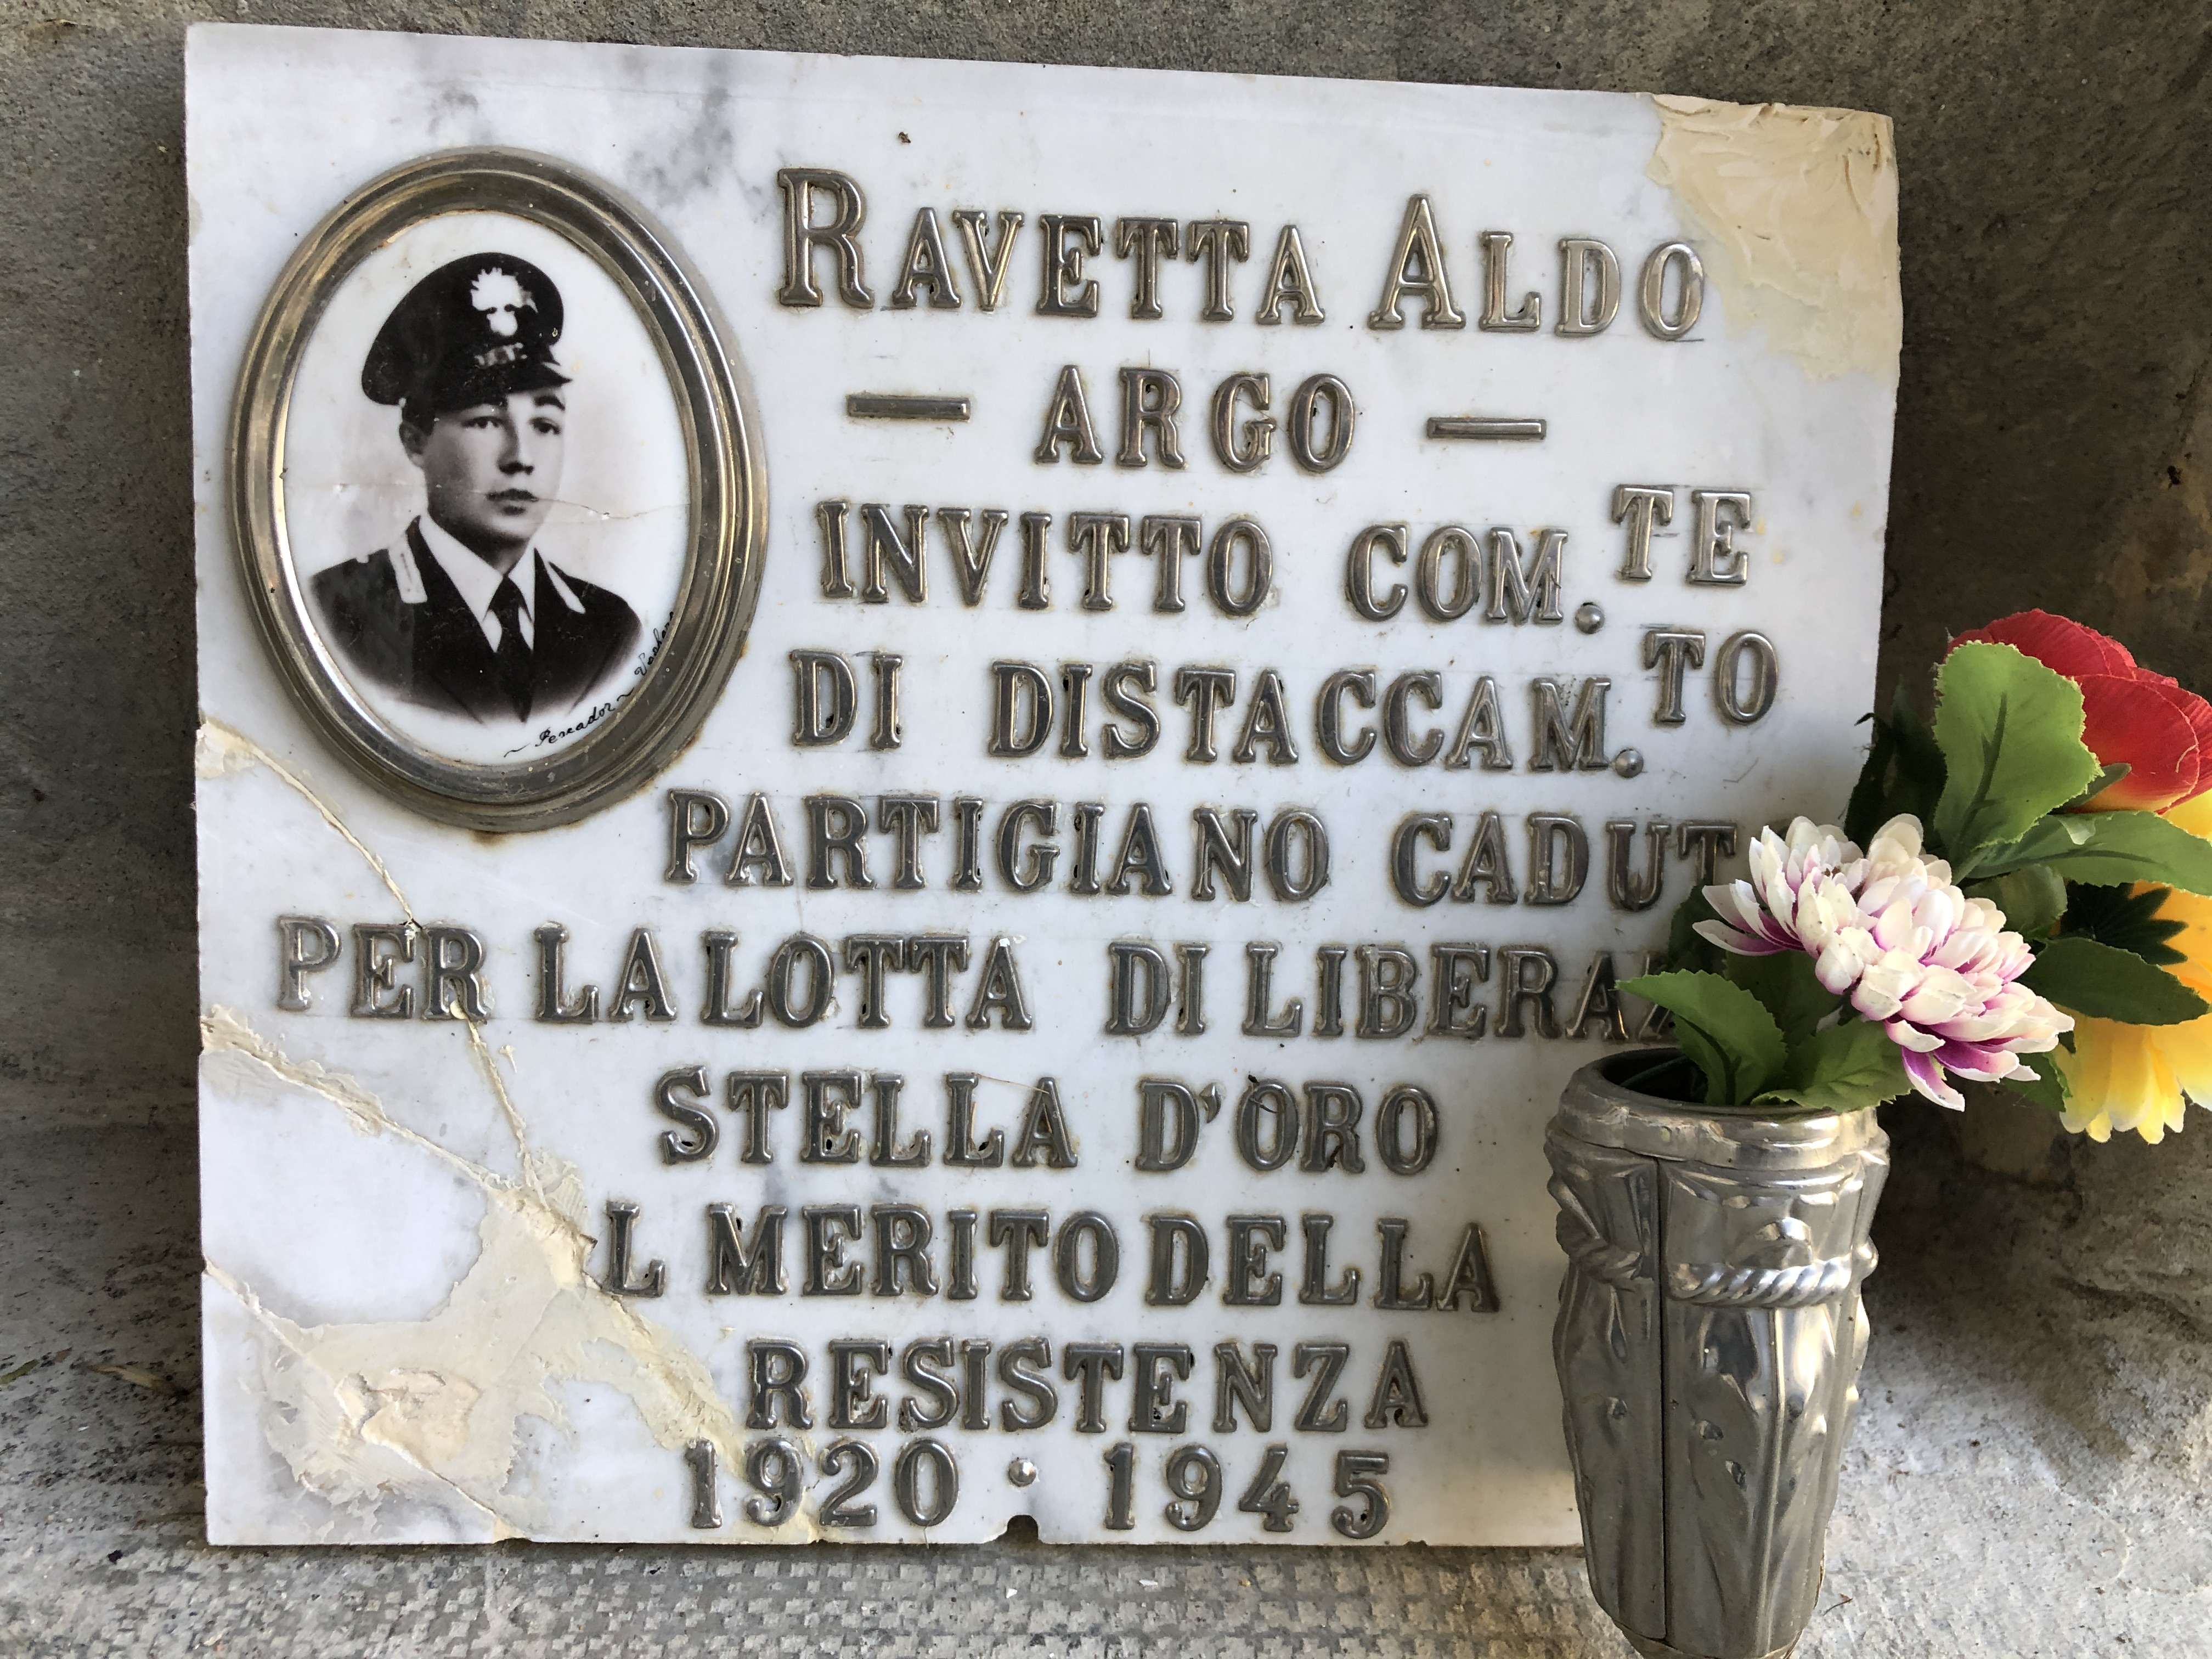 RAVETTA ALDO
— ARGO —
INVITTO COM.TE
DI DISTACCAM.TO
PARTIGIANO CADUT
PER LA LOTTA DI LIBERAZ
STELLA D'ORO
L MERITO DELLA
RESISTENZA
1920 · 1945